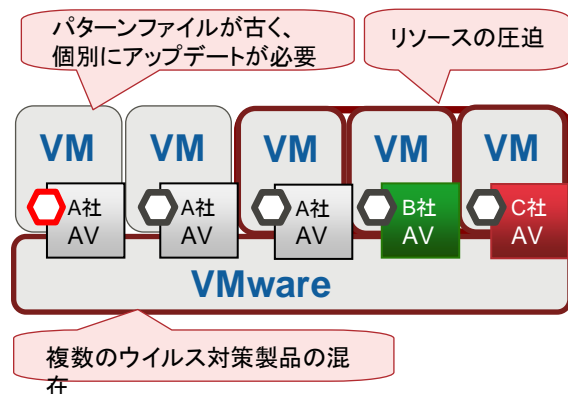 パターンファイルが古く、
個別にアップデートが必要
リソースの圧迫
VM
VM
VM
VM
VM
A社
AV
A社
AV
A社
AV
B社
AV
C社
AV
VMware
複数のウイルス対策製品の混
在